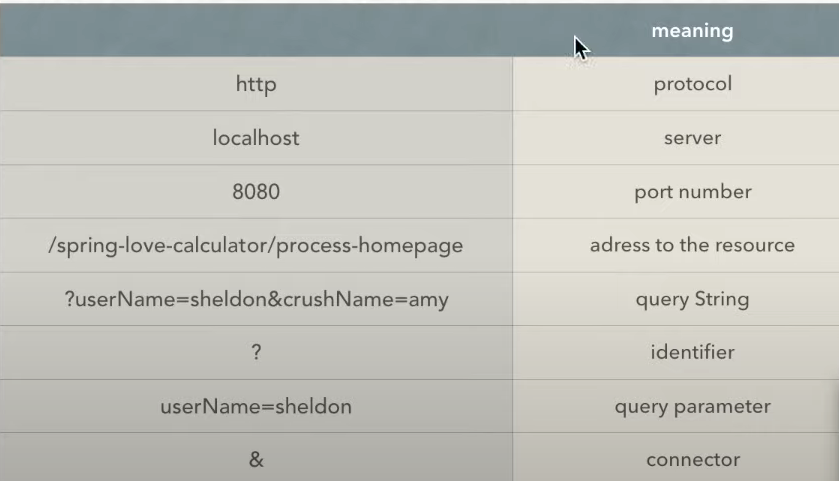 meaning
http protocol
localhost server
8080 port number
/spring-love-calculator/process-homepage adress to the resource
?userName=sheldon&crushName=amy query String
? identifier
userName=sheldon query parameter
& connector